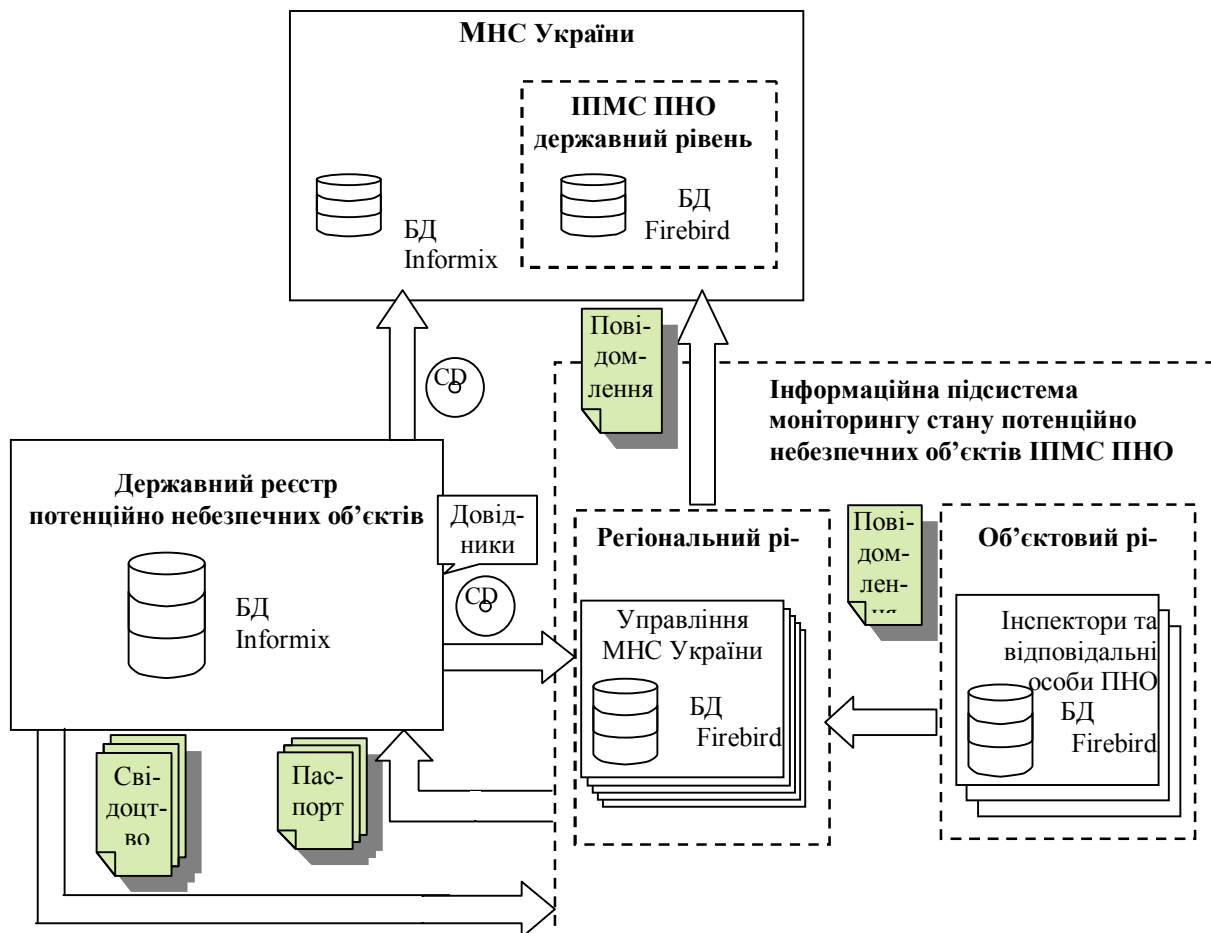 МНС України
ІПМС ПНО
державний рівень
БД
Informix
БД
Firebird
CD
Пові-
дом-
лення
Інформаційна підсистема
моніторингу стану потенційно
небезпечних об’єктів ІПМС ПНО
Державний реєстр
потенційно небезпечних об’єктів
БД
Informix
Довід-
ники
CD
Регіональний рі-
Управління
МНС України
БД
Firebird
Пові-
дом-
лен-
ня
Об’єктовий рі-
Інспектори та
відповідальні
особи ПНО
БД
Firebird
Сві-
доцт-
во
Пас-
порт